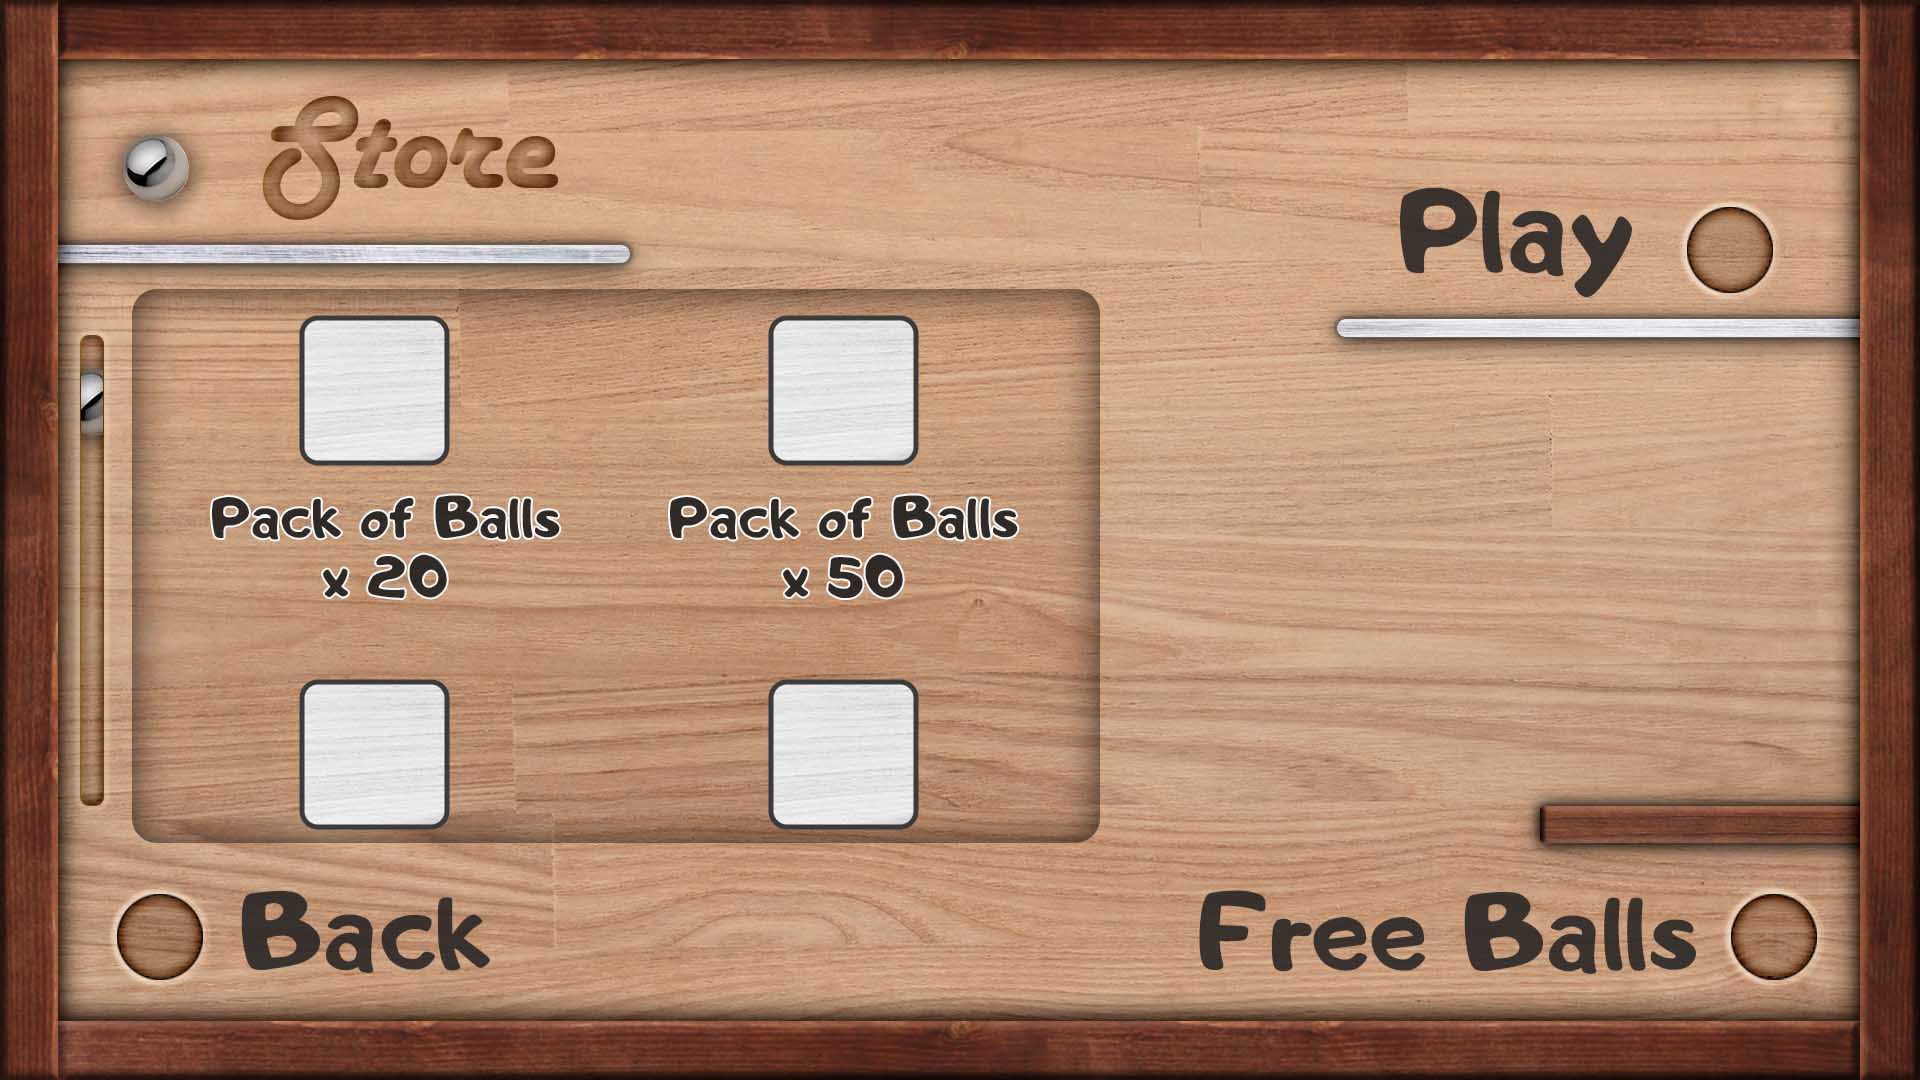 Store
Play
Pack of Balls
x 20
Pack of Balls
x 50
Back
Free Balls